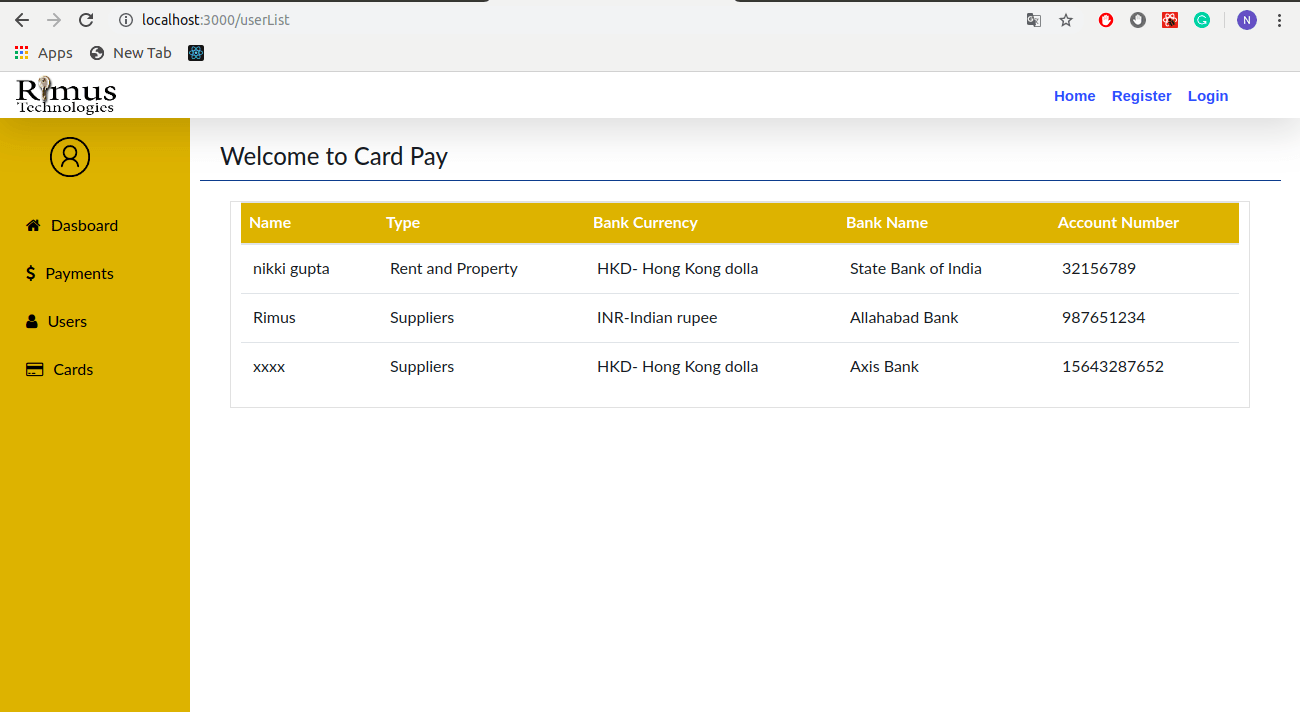 localhost:3000/userList
N
Apps New Tab
Rimus
Technologies
Home Register Login
Welcome to Card Pay
Dasboard
Payments
Users
Cards
Name Type Bank Currency Bank Name Account Number
nikki gupta Rent and Property HKD- Hong Kong dolla State Bank of India 32156789
Rimus Suppliers INR-Indian rupee Allahabad Bank 987651234
xxxx Suppliers HKD- Hong Kong dolla Axis Bank 15643287652